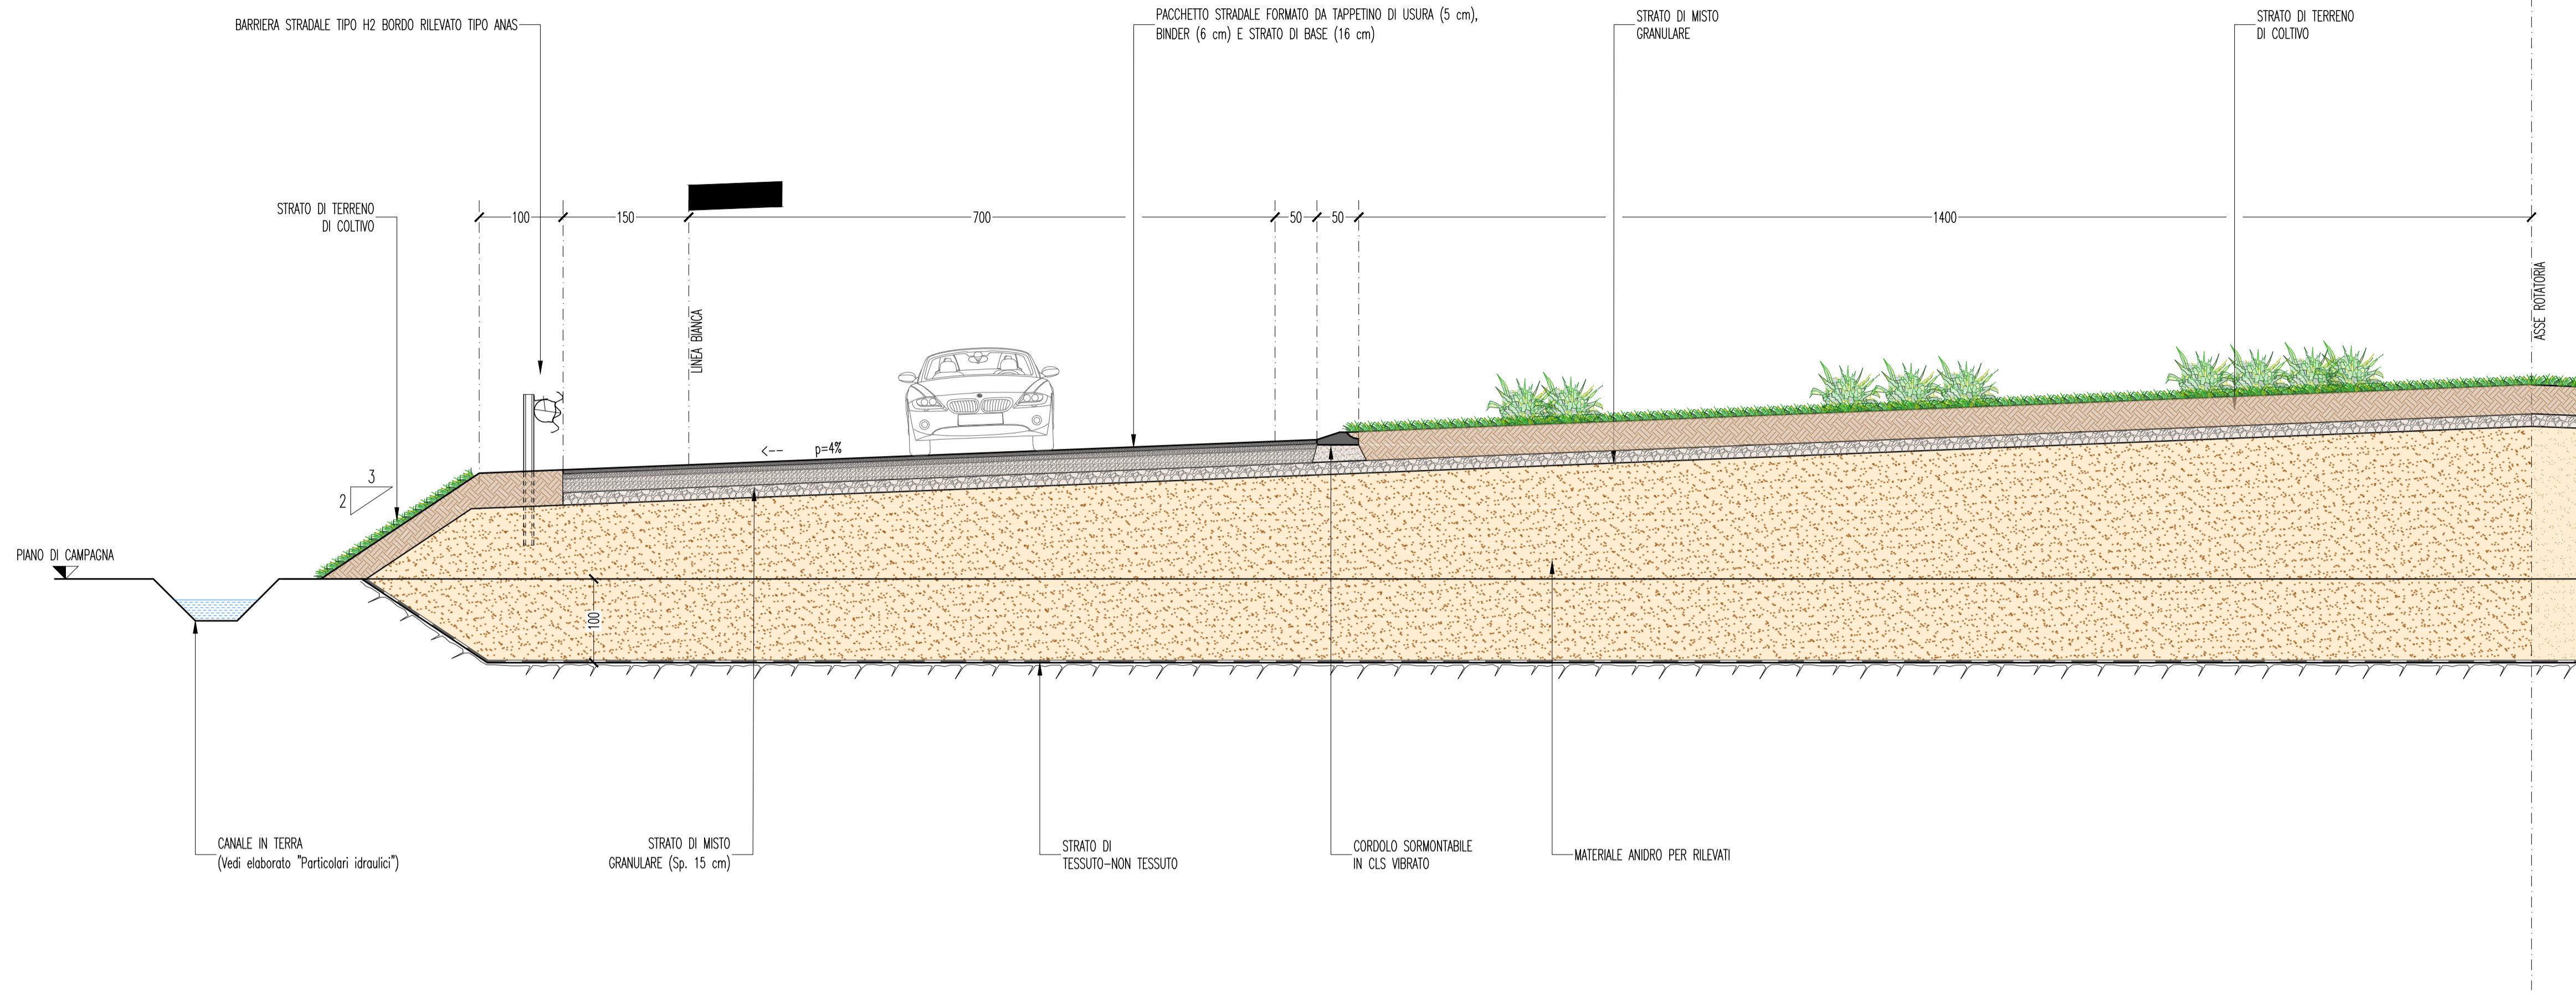 BARRIERA STRADALE TIPO H2 BORDO RILEVATO TIPO ANAS
PACCHETTO STRADALE FORMATO DA TAPPETINO DI USURA (5 cm),
BINDER (6 cm) E STRATO DI BASE (16 cm)
STRATO DI MISTO
GRANULARE
STRATO DI TERRENO
DI COLTIVO
STRATO DI TERRENO
DI COLTIVO
100
150
700
50
50
1400
LINEA BIANCA
ASSE ROTATORIA
<-- p=4%
3
2
PIANO DI CAMPAGNA
100
CANALE IN TERRA
(Vedi elaborato "Particolari idraulici")
STRATO DI MISTO
GRANULARE (Sp. 15 cm)
STRATO DI
TESSUTO-NON TESSUTO
CORDOLO SORMONTABILE
IN CLS VIBRATO
MATERIALE ANIDRO PER RILEVATI